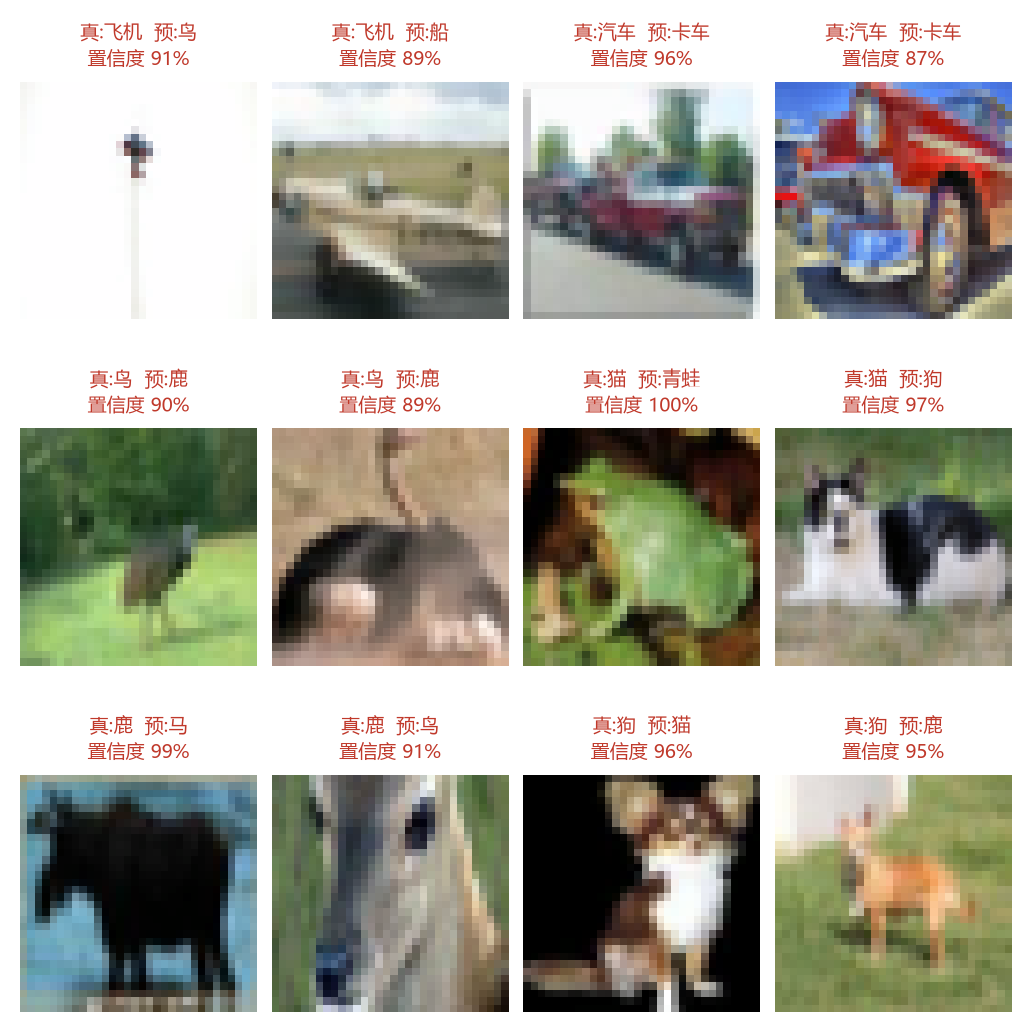 真:飞机 预:鸟
置信度 91%
真:飞机 预:船
置信度 89%
真:汽车 预:卡车
置信度 96%
真:汽车 预:卡车
置信度 87%
真:鸟 预:鹿
置信度 90%
真:鸟 预:鹿
置信度 89%
真:猫 预:青蛙
置信度 100%
真:猫 预:狗
置信度 97%
真:鹿 预:马
置信度 99%
真:鹿 预:鸟
置信度 91%
真:狗 预:猫
置信度 96%
真:狗 预:鹿
置信度 95%